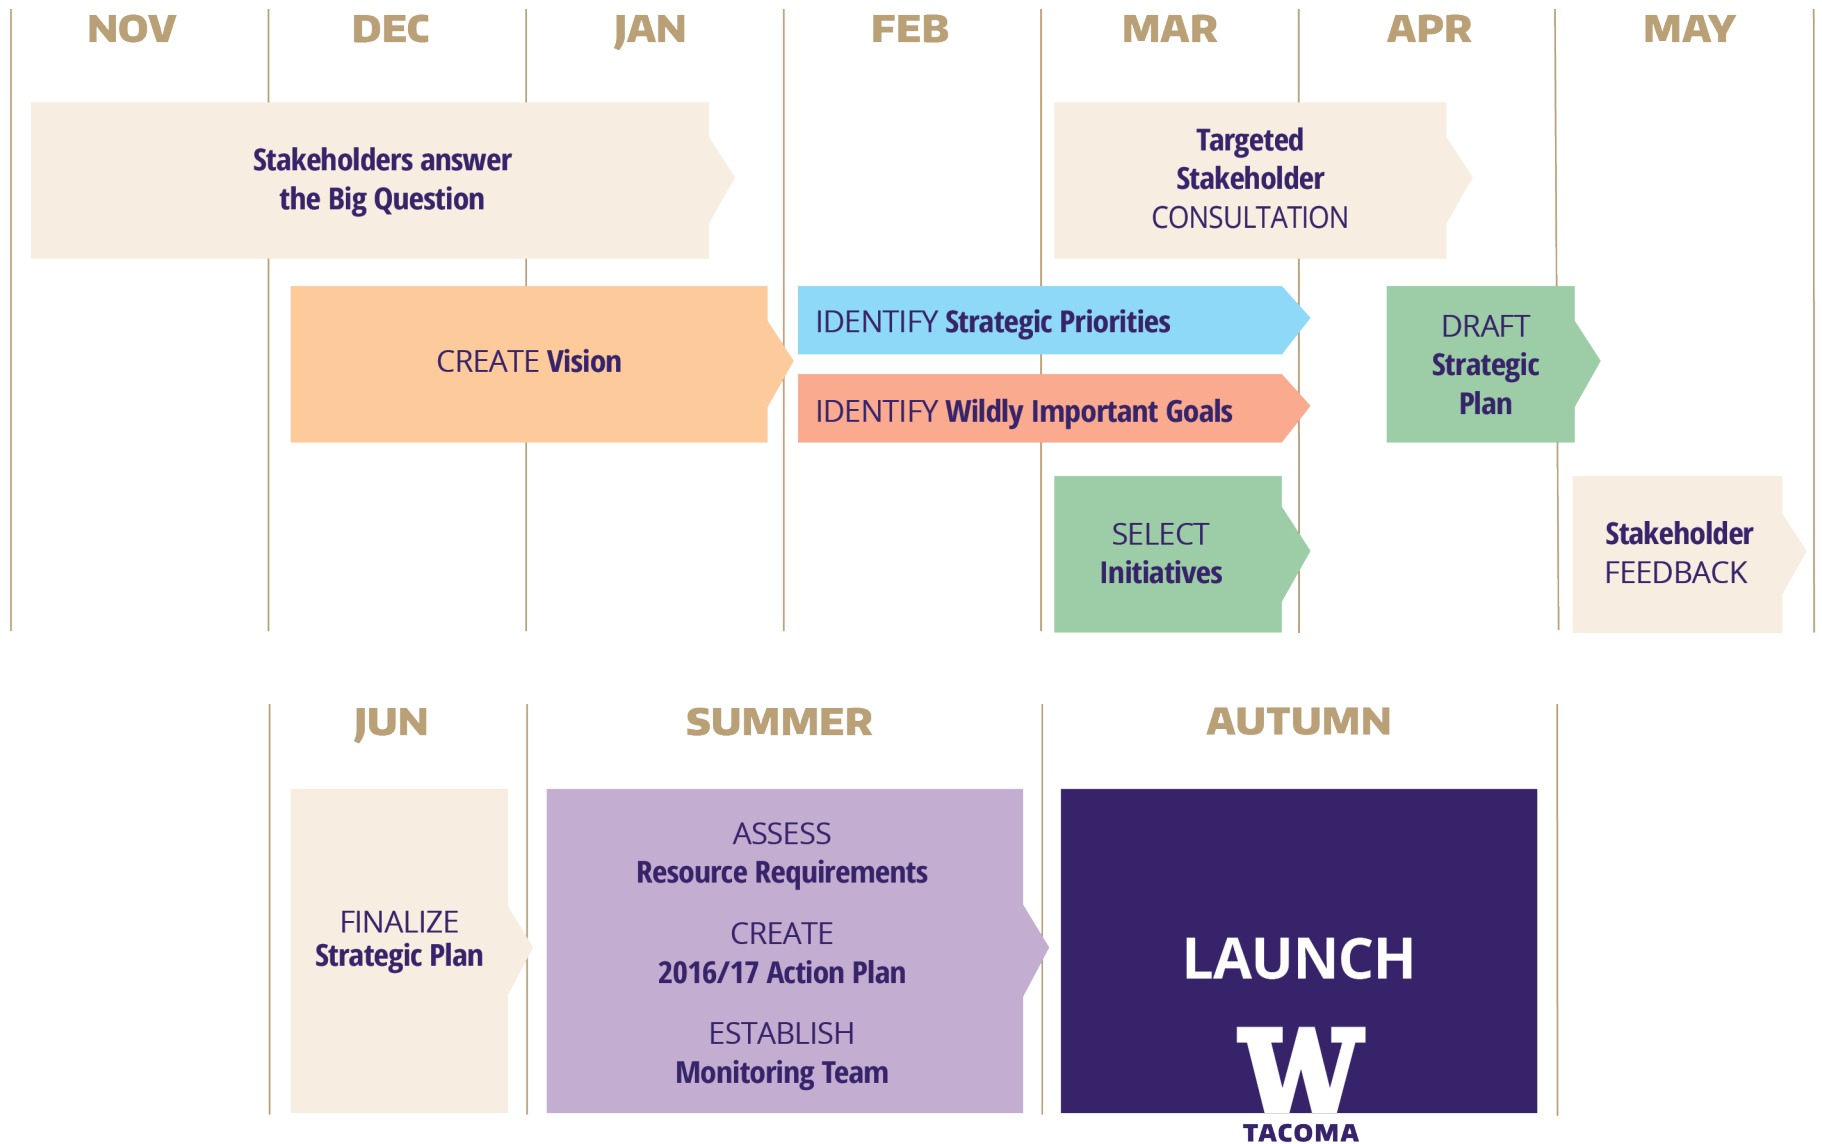 NOV DEC JAN FEB MAR APR MAY
Stakeholders answer
the Big Question
Targeted
Stakeholder
CONSULTATION
CREATE Vision
IDENTIFY Strategic Priorities
IDENTIFY Wildly Important Goals
DRAFT
Strategic
Plan
SELECT
Initiatives
Stakeholder
FEEDBACK
JUN SUMMER AUTUMN
FINALIZE
Strategic Plan
ASSESS
Resource Requirements
CREATE
2016/17 Action Plan
ESTABLISH
Monitoring Team
LAUNCH
W
TACOMA